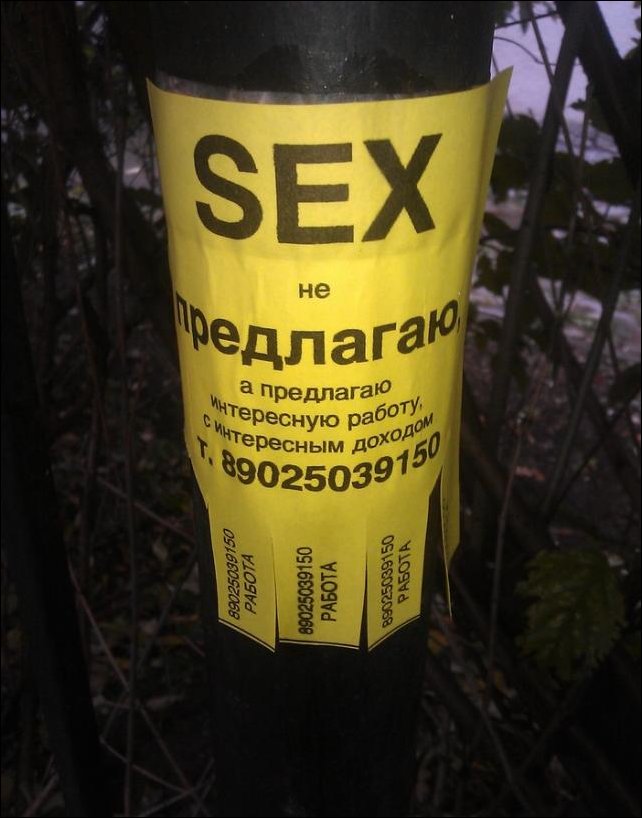 SEX
не
предлагаю,
а предлагаю
интересную работу,
с интересным доходом
т. 89025039150
89025039150
РАБОТА
89025039150
РАБОТА
89025039150
РАБОТА